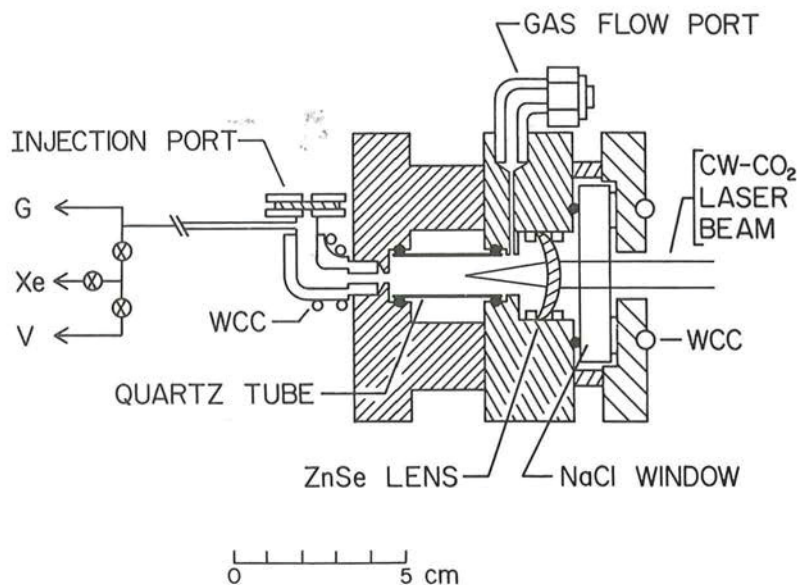 GAS FLOW PORT
INJECTION PORT
CW-CO₂
LASER
BEAM
G
Xe
V
WCC
WCC
QUARTZ TUBE
ZnSe LENS
NaCl WINDOW
0 5 cm